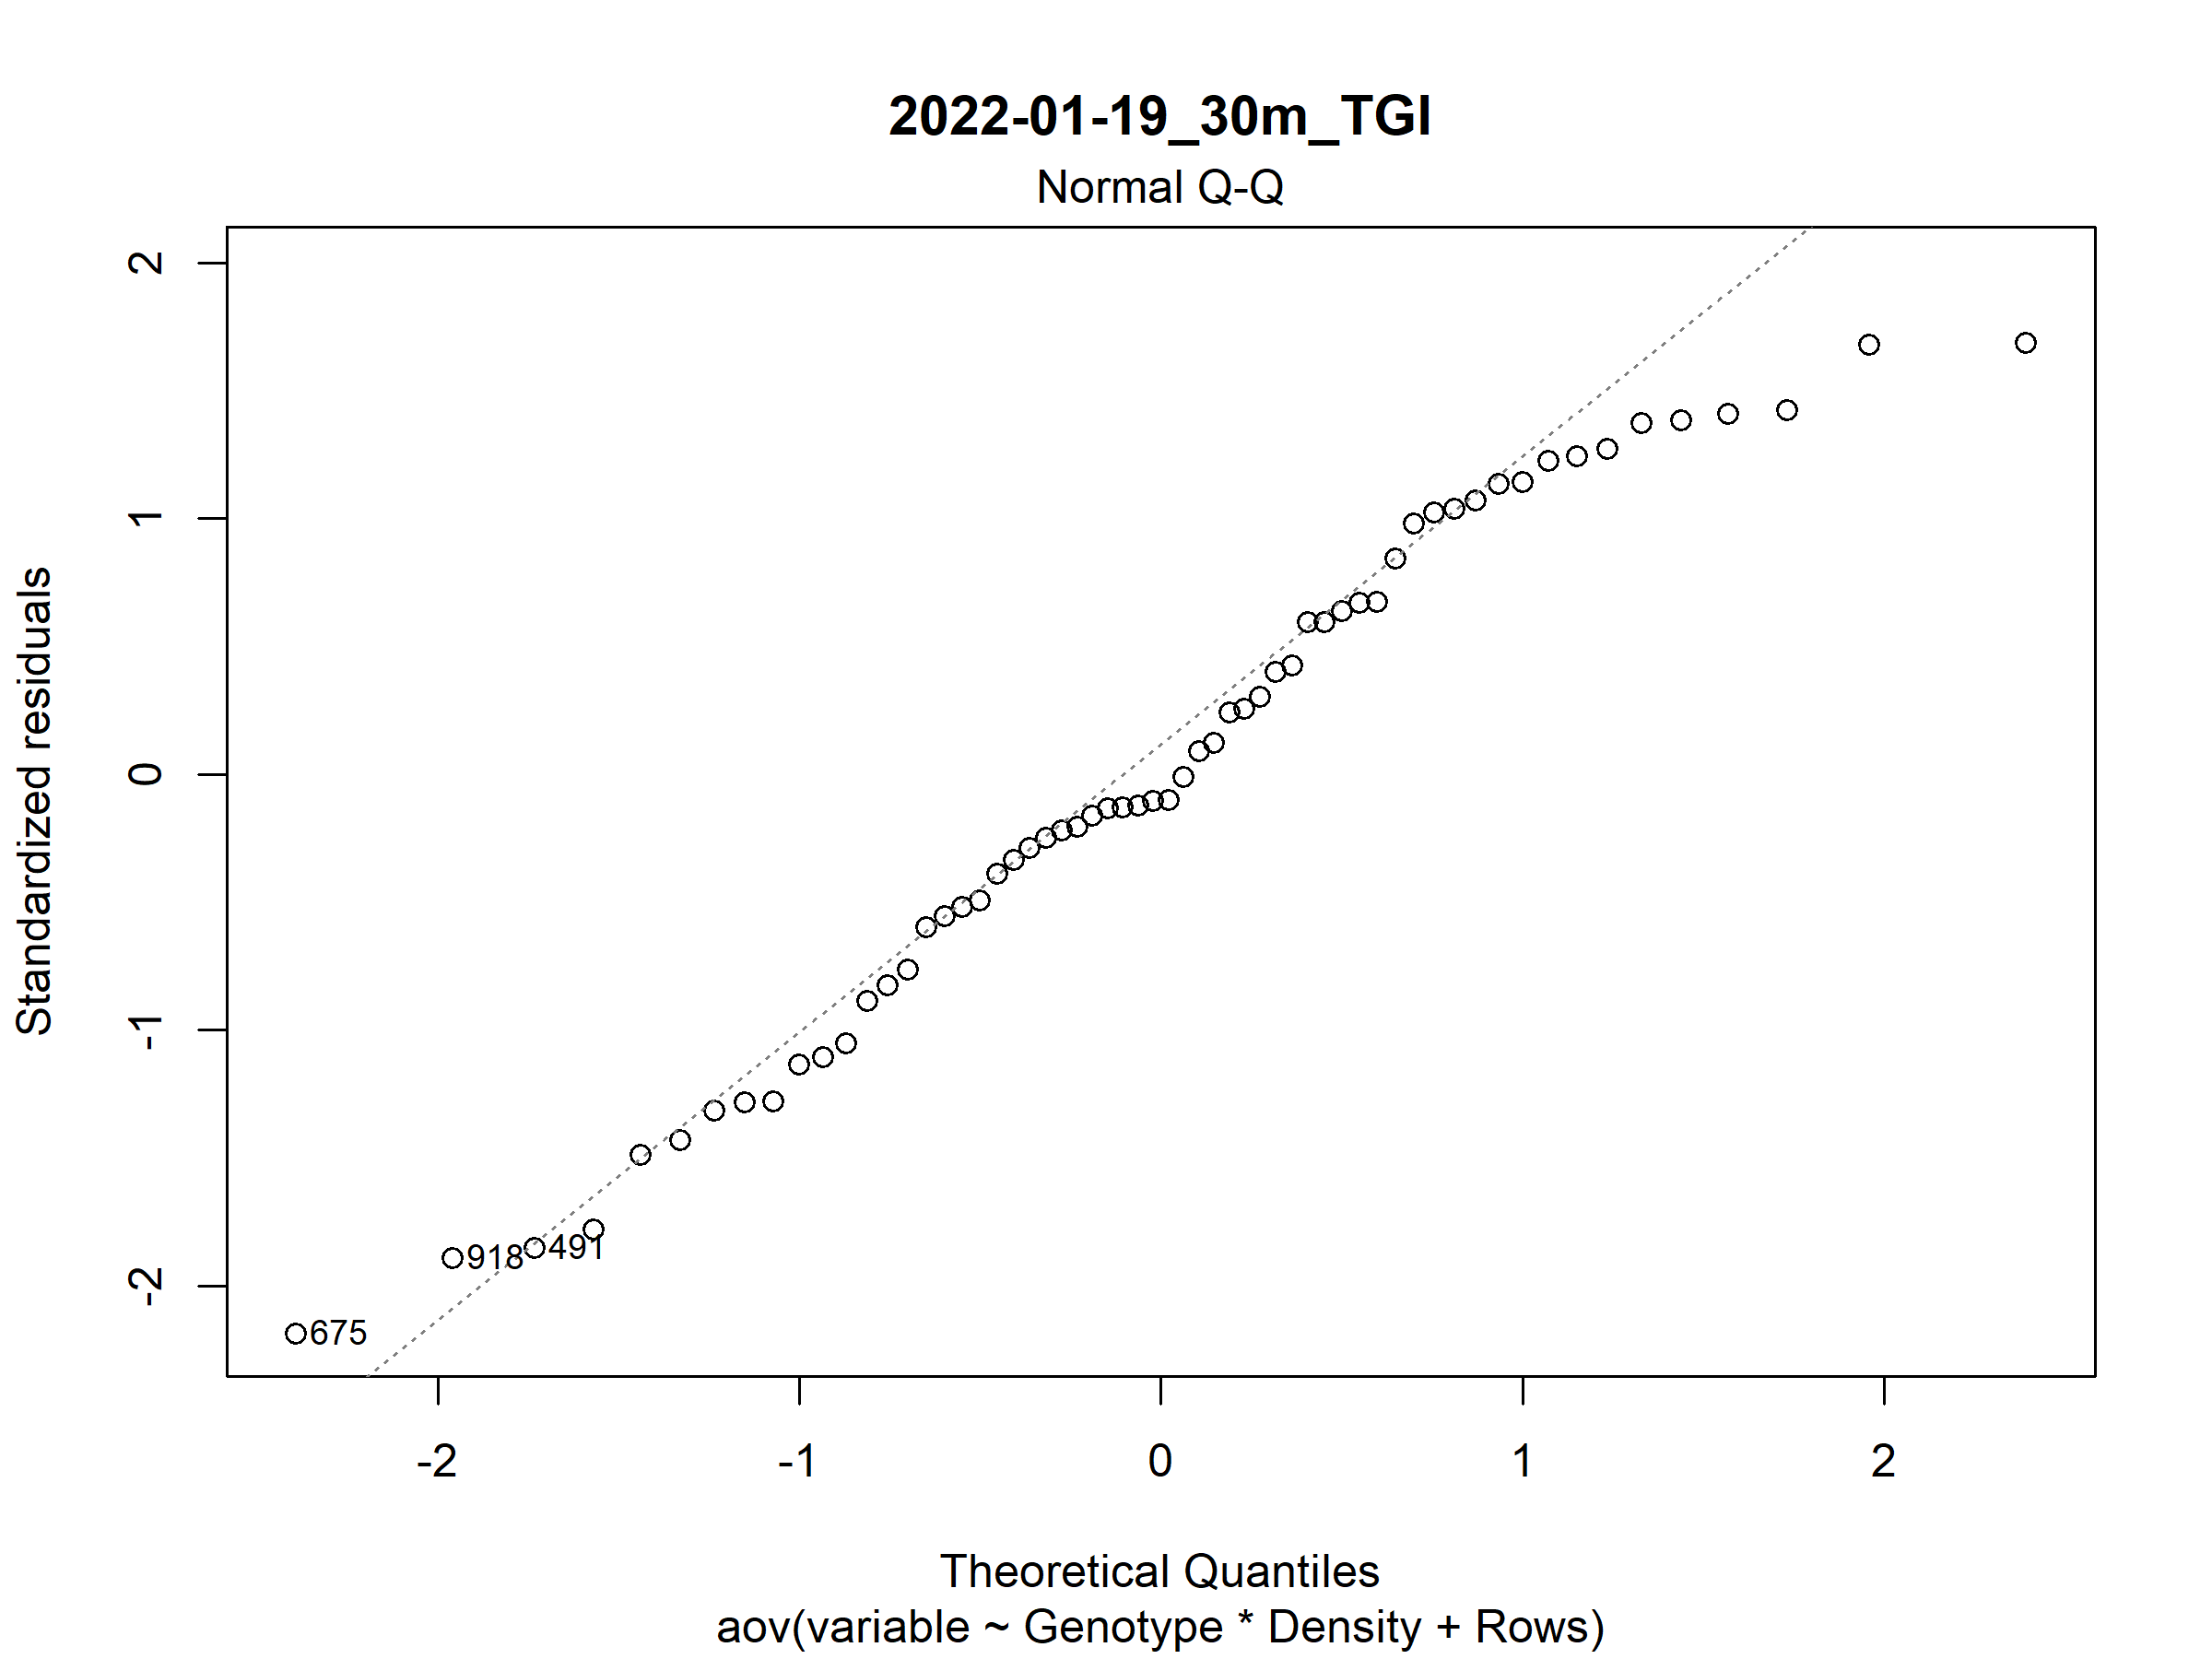 2022-01-19_30m_TGI
Normal Q-Q
Standardized residuals
2
1
0
-1
-2
918
491
675
-2
-1
0
1
2
Theoretical Quantiles
aov(variable ~ Genotype * Density + Rows)